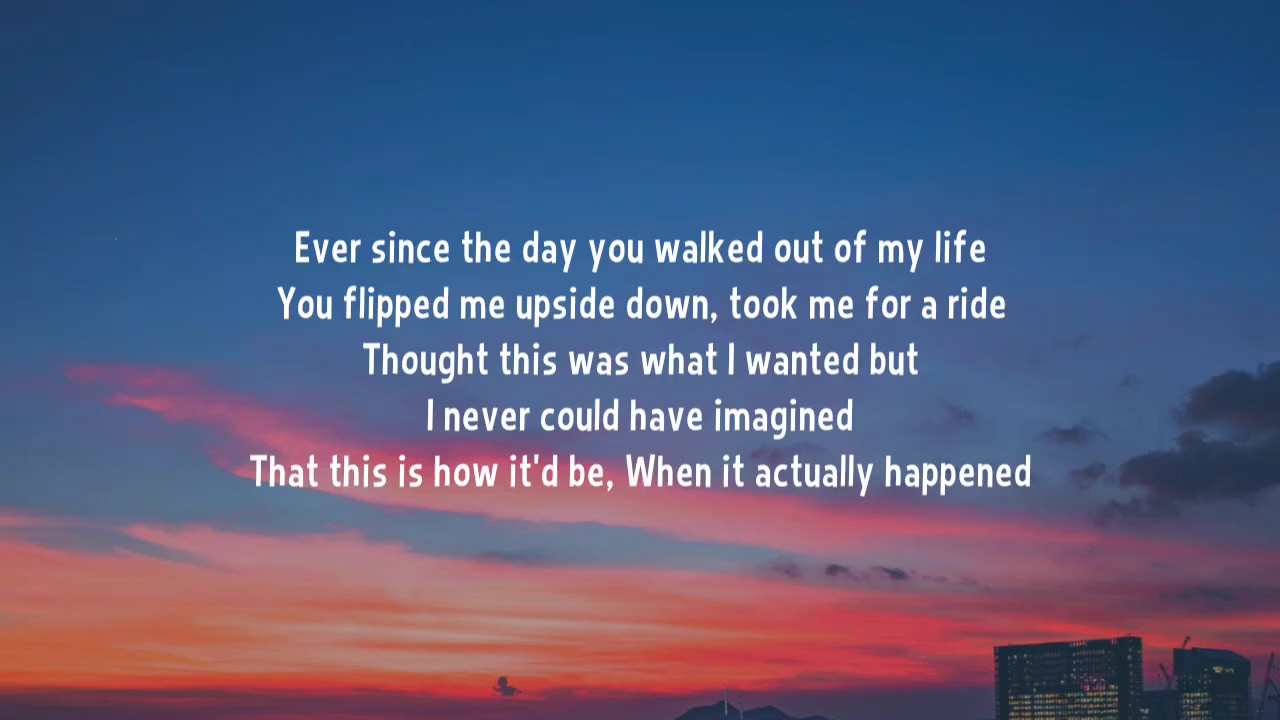 Ever since the day you walked out of my life
You flipped me upside down, took me for a ride
Thought this was what I wanted but
I never could have imagined
That this is how it'd be, When it actually happened